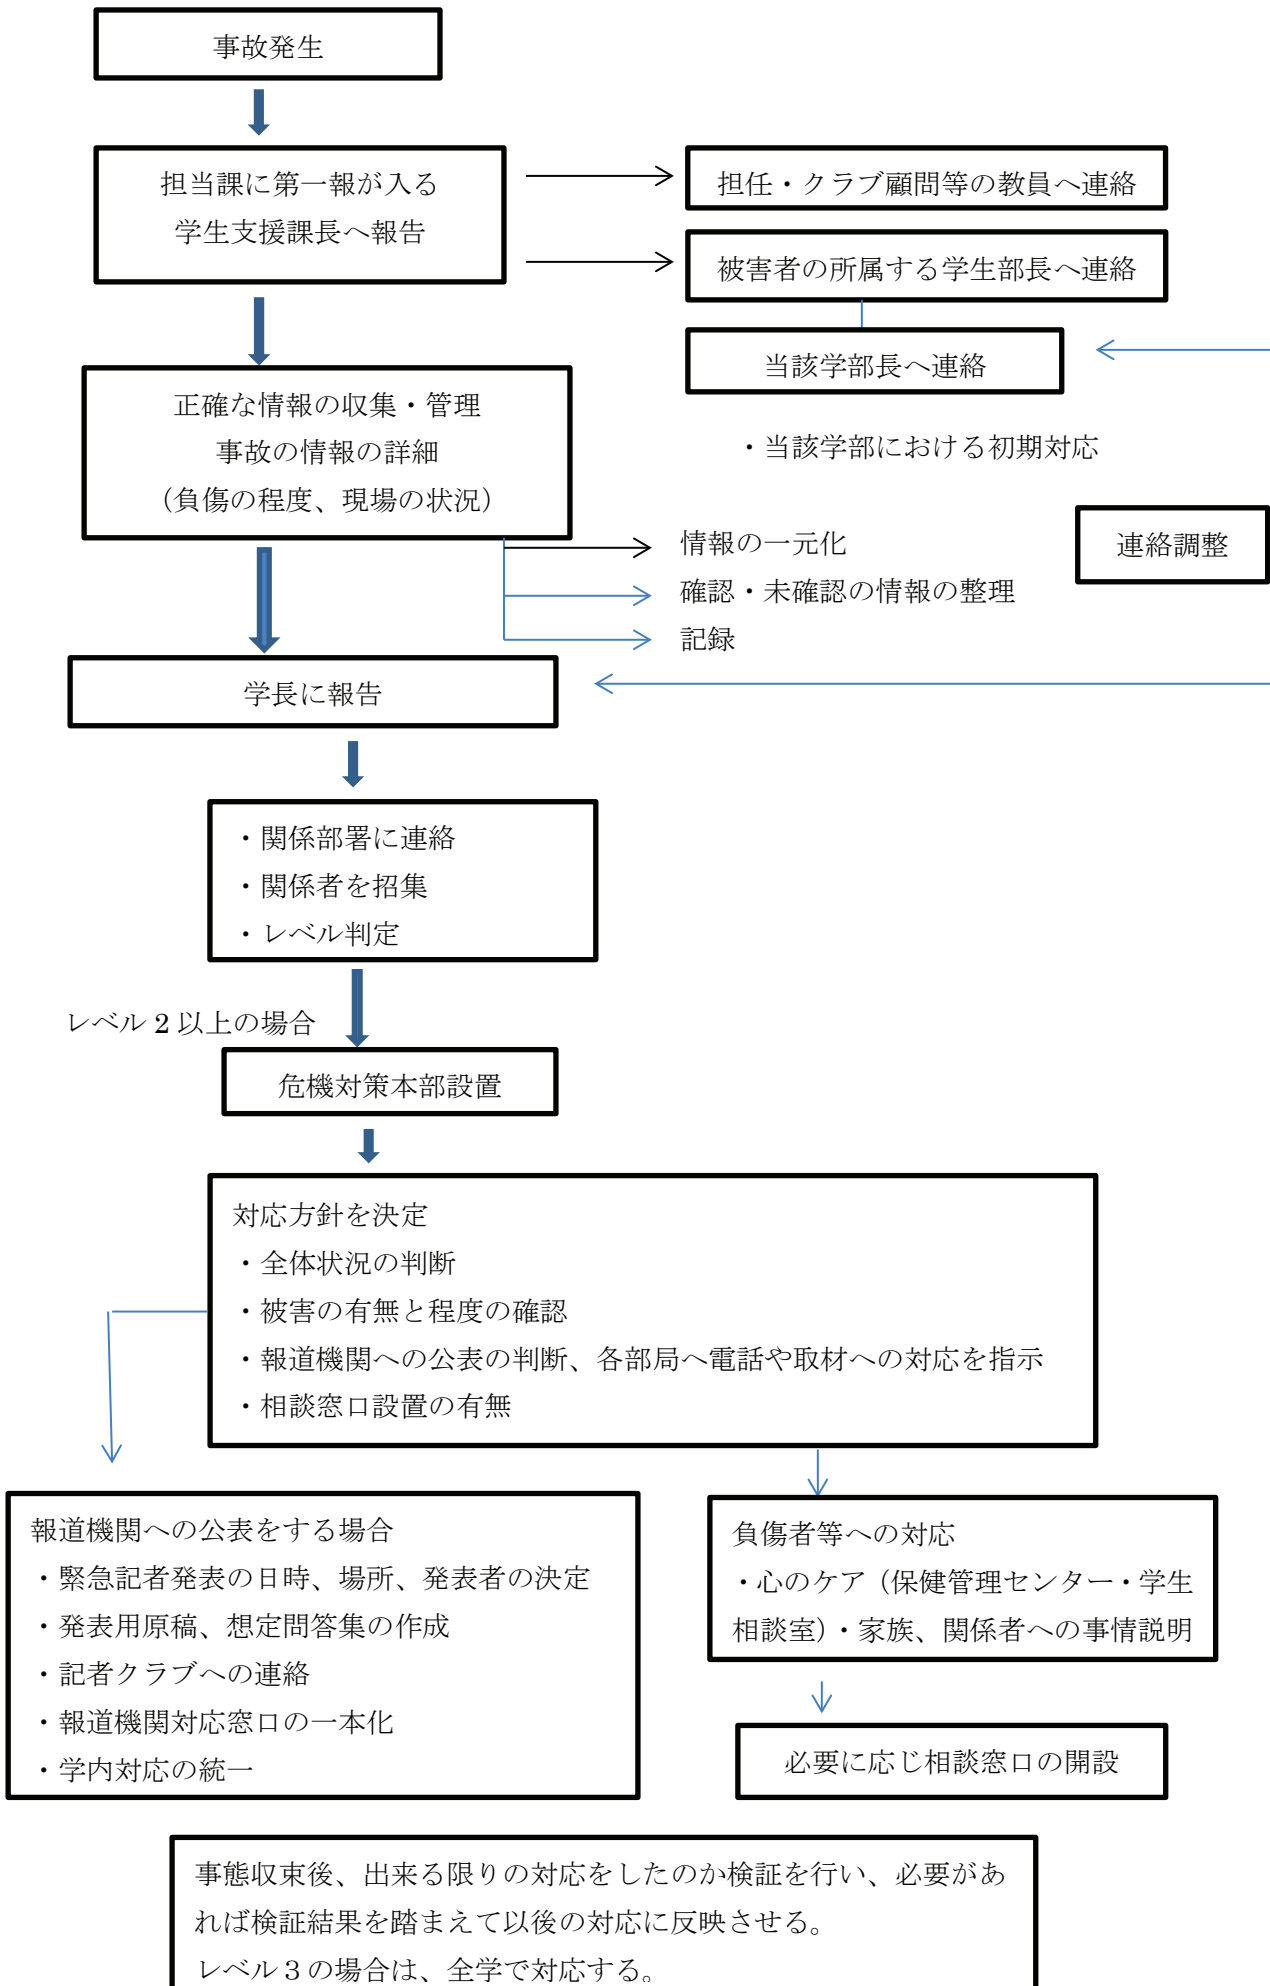 事故発生
担当課に第一報が入る
学生支援課長へ報告
担任・クラブ顧問等の教員へ連絡
被害者の所属する学生部長へ連絡
当該学部長へ連絡
・当該学部における初期対応
正確な情報の収集・管理
事故の情報の詳細
（負傷の程度、現場の状況）
情報の一元化
確認・未確認の情報の整理
記録
連絡調整
学長に報告
・関係部署に連絡
・関係者を招集
・レベル判定
レベル 2 以上の場合
危機対策本部設置
対応方針を決定
・全体状況の判断
・被害の有無と程度の確認
・報道機関への公表の判断、各部局へ電話や取材への対応を指示
・相談窓口設置の有無
報道機関への公表をする場合
・緊急記者発表の日時、場所、発表者の決定
・発表用原稿、想定問答集の作成
・記者クラブへの連絡
・報道機関対応窓口の一本化
・学内対応の統一
負傷者等への対応
・心のケア（保健管理センター・学生
相談室）・家族、関係者への事情説明
必要に応じ相談窓口の開設
事態収束後、出来る限りの対応をしたのか検証を行い、必要があ
れば検証結果を踏まえて以後の対応に反映させる。
レベル３の場合は、全学で対応する。